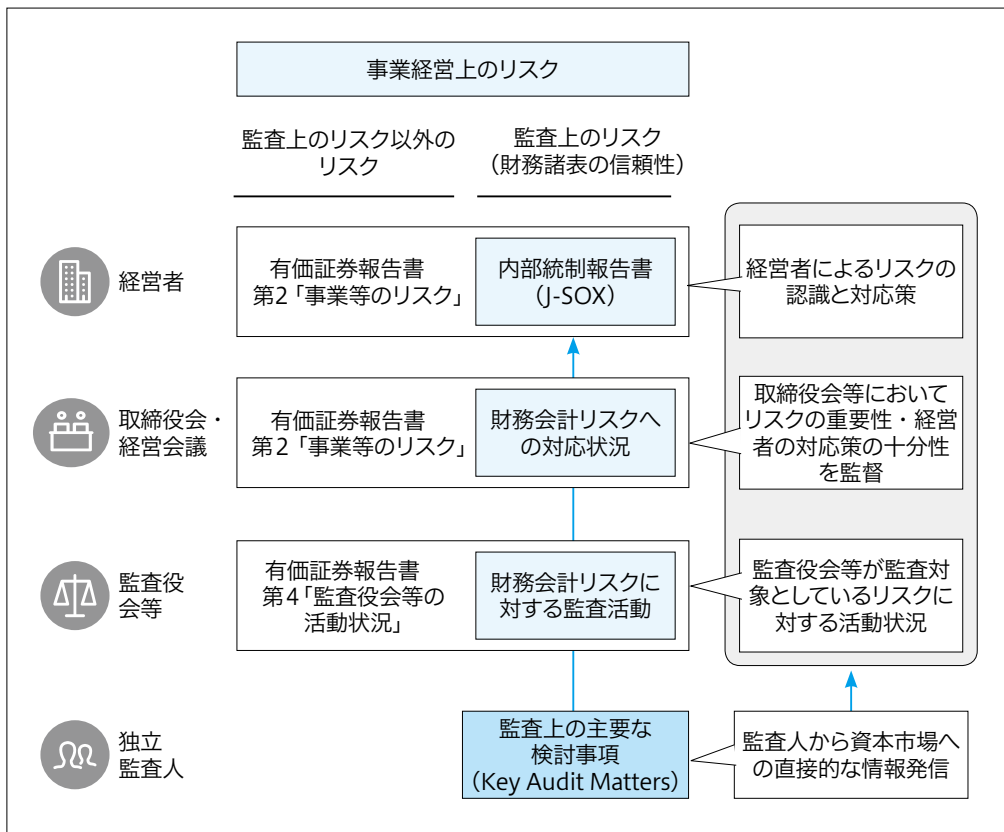 事業経営上のリスク
監査上のリスク以外の
リスク
監査上のリスク
（財務諸表の信頼性）
経営者
有価証券報告書
第2「事業等のリスク」
内部統制報告書
（J-SOX）
経営者によるリスクの
認識と対応策
取締役会・
経営会議
有価証券報告書
第2「事業等のリスク」
財務会計リスクへ
の対応状況
取締役会等において
リスクの重要性・経営
者の対応策の十分性
を監督
監査役
会等
有価証券報告書
第4「監査役会等の
活動状況」
財務会計リスクに
対する監査活動
監査役会等が監査対
象としているリスクに
対する活動状況
独立
監査人
監査上の主要な
検討事項
（Key Audit Matters）
監査人から資本市場へ
の直接的な情報発信